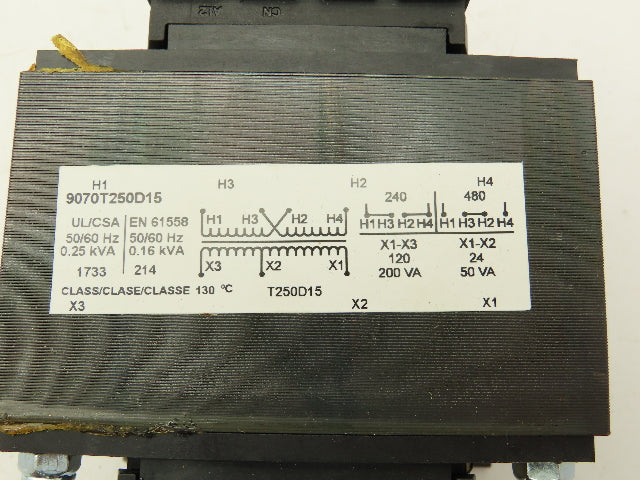 CN A12
H1 H3 H2 H4
9070T250D15
240 480
UL/CSA EN 61558
H1 H3 H2 H4
H1 H3 H2 H4 H1 H3 H2 H4
50/60 Hz 50/60 Hz
0.25 kVA 0.16 kVA
X1-X3 X1-X2
X3 X2 X1
120 24
1733 214
200 VA 50 VA
CLASS/CLASE/CLASSE 130 °C T250D15
X3 X2 X1